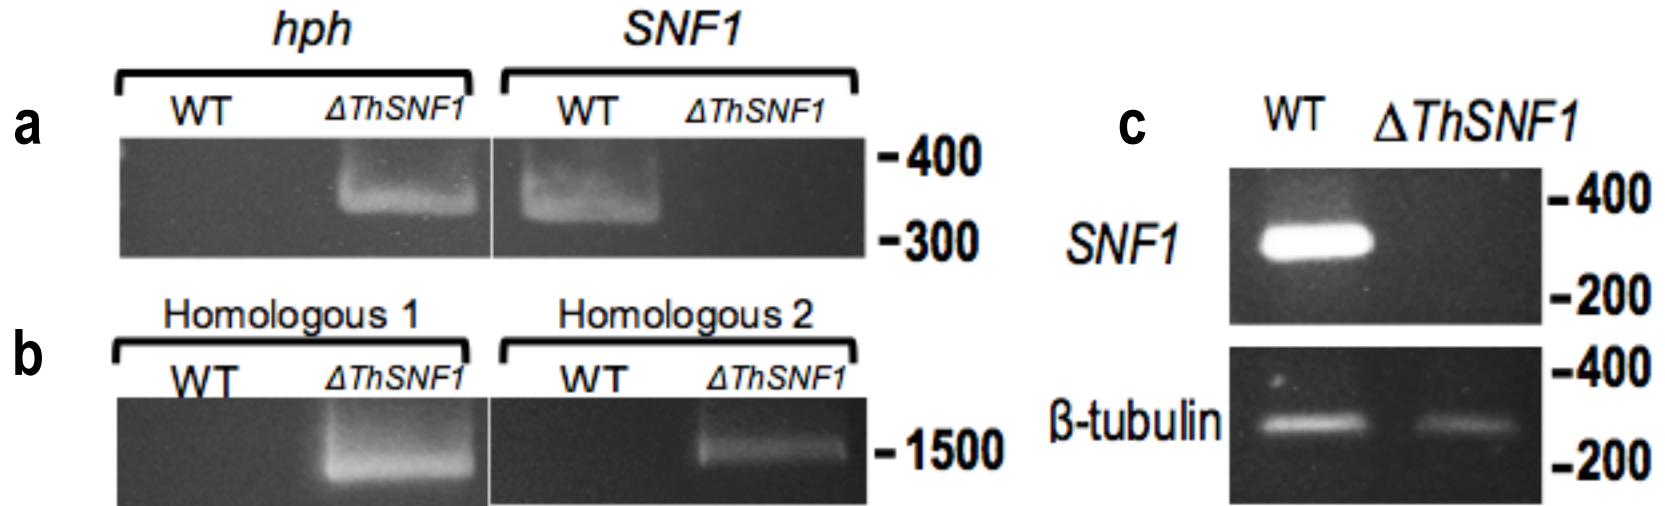 hph SNF1
a WT ΔThSNF1 WT ΔThSNF1
-400
-300
b Homologous 1 Homologous 2
WT ΔThSNF1 WT ΔThSNF1
-1500
c WT ΔThSNF1
SNF1 -400
-200
β-tubulin -400
-200